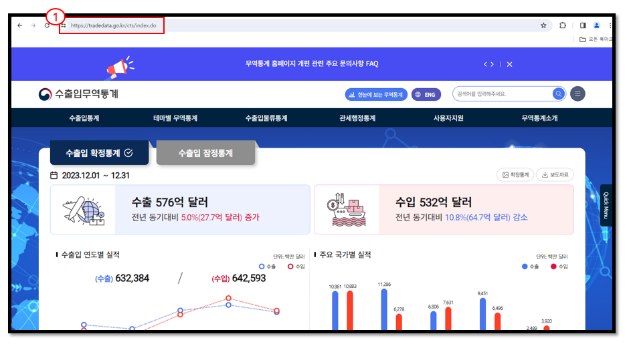 1
https://tradedata.go.kr/cts/index.do
무역통계 홈페이지 개편 관련 주요 문의사항 FAQ
수출입무역통계
한눈에 보는 무역통계
ENG
검색어를 입력해주세요.
수출입통계 테마별 무역통계 수출입물류통계 관세행정통계 사용자지원 무역통계소개
수출입 확정통계 수출입 잠정통계
2023.12.01 ~ 12.31
확정통계 보도자료
Quick Menu
수출 576억 달러
전년 동기대비 5.0%(27.7억 달러) 증가
수입 532억 달러
전년 동기대비 10.8%(64.7억 달러) 감소
수출입 연도별 실적
단위: 백만 달러
수출 수입
(수출) 632,384 / (수입) 642,593
주요 국가별 실적
단위: 백만 달러
수출 수입
10,861 10,883 11,286 6,278 6,936 7,631 9,451 5,436 2,489 3,920